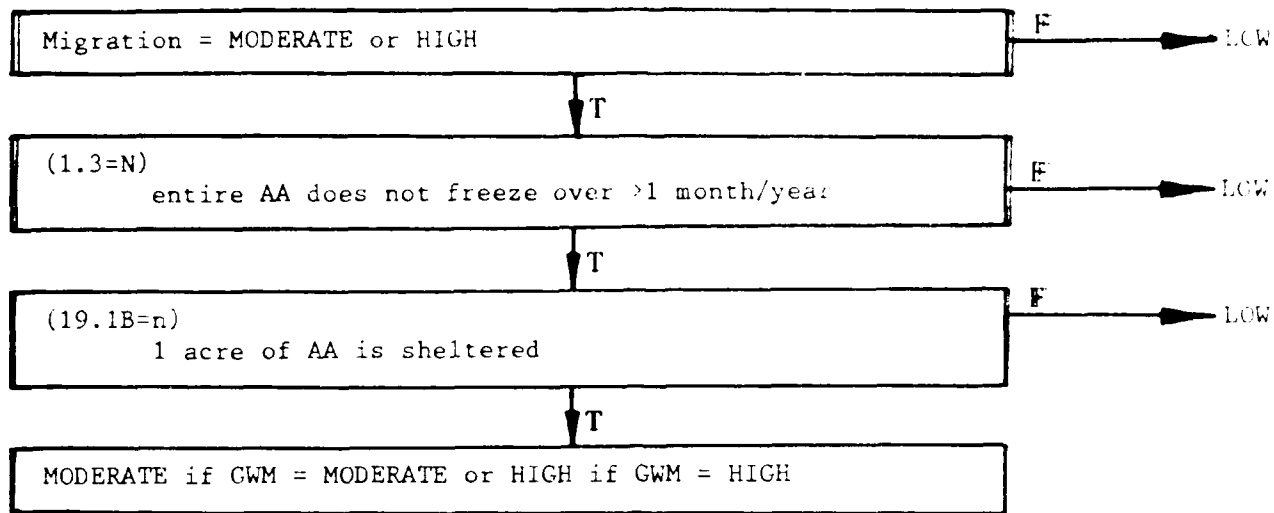 Migration = MODERATE or HIGH
F
LOW
T
(1.3=N)
entire AA does not freeze over >1 month/year
F
LOW
T
(19.1B=n)
1 acre of AA is sheltered
F
LOW
T
MODERATE if GWM = MODERATE or HIGH if GWM = HIGH